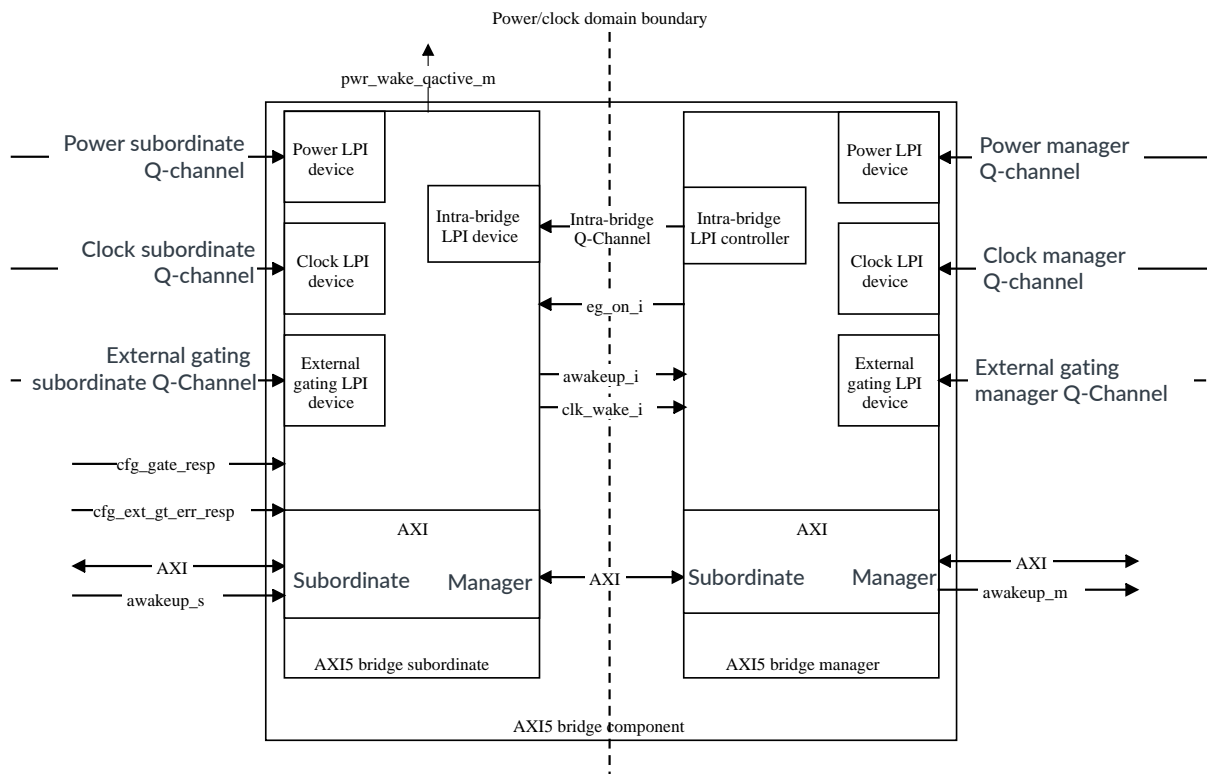 Power/clock domain boundary
pwr_wake_qactive_m
Power subordinate
Q-channel
Power LPI
device
Power LPI
device
Power manager
Q-channel
Intra-bridge
LPI device
Intra-bridge
Q-Channel
Intra-bridge
LPI controller
Clock subordinate
Q-channel
Clock LPI
device
Clock LPI
device
Clock manager
Q-channel
eg_on_i
External gating
subordinate Q-Channel
External
gating LPI
device
awakeup_i
clk_wake_i
External
gating LPI
device
External gating
manager Q-Channel
cfg_gate_resp
cfg_ext_gt_err_resp
AXI
AXI
AXI
awakeup_s
Subordinate
Manager
AXI
Subordinate
Manager
AXI
awakeup_m
AXI5 bridge subordinate
AXI5 bridge manager
AXI5 bridge component